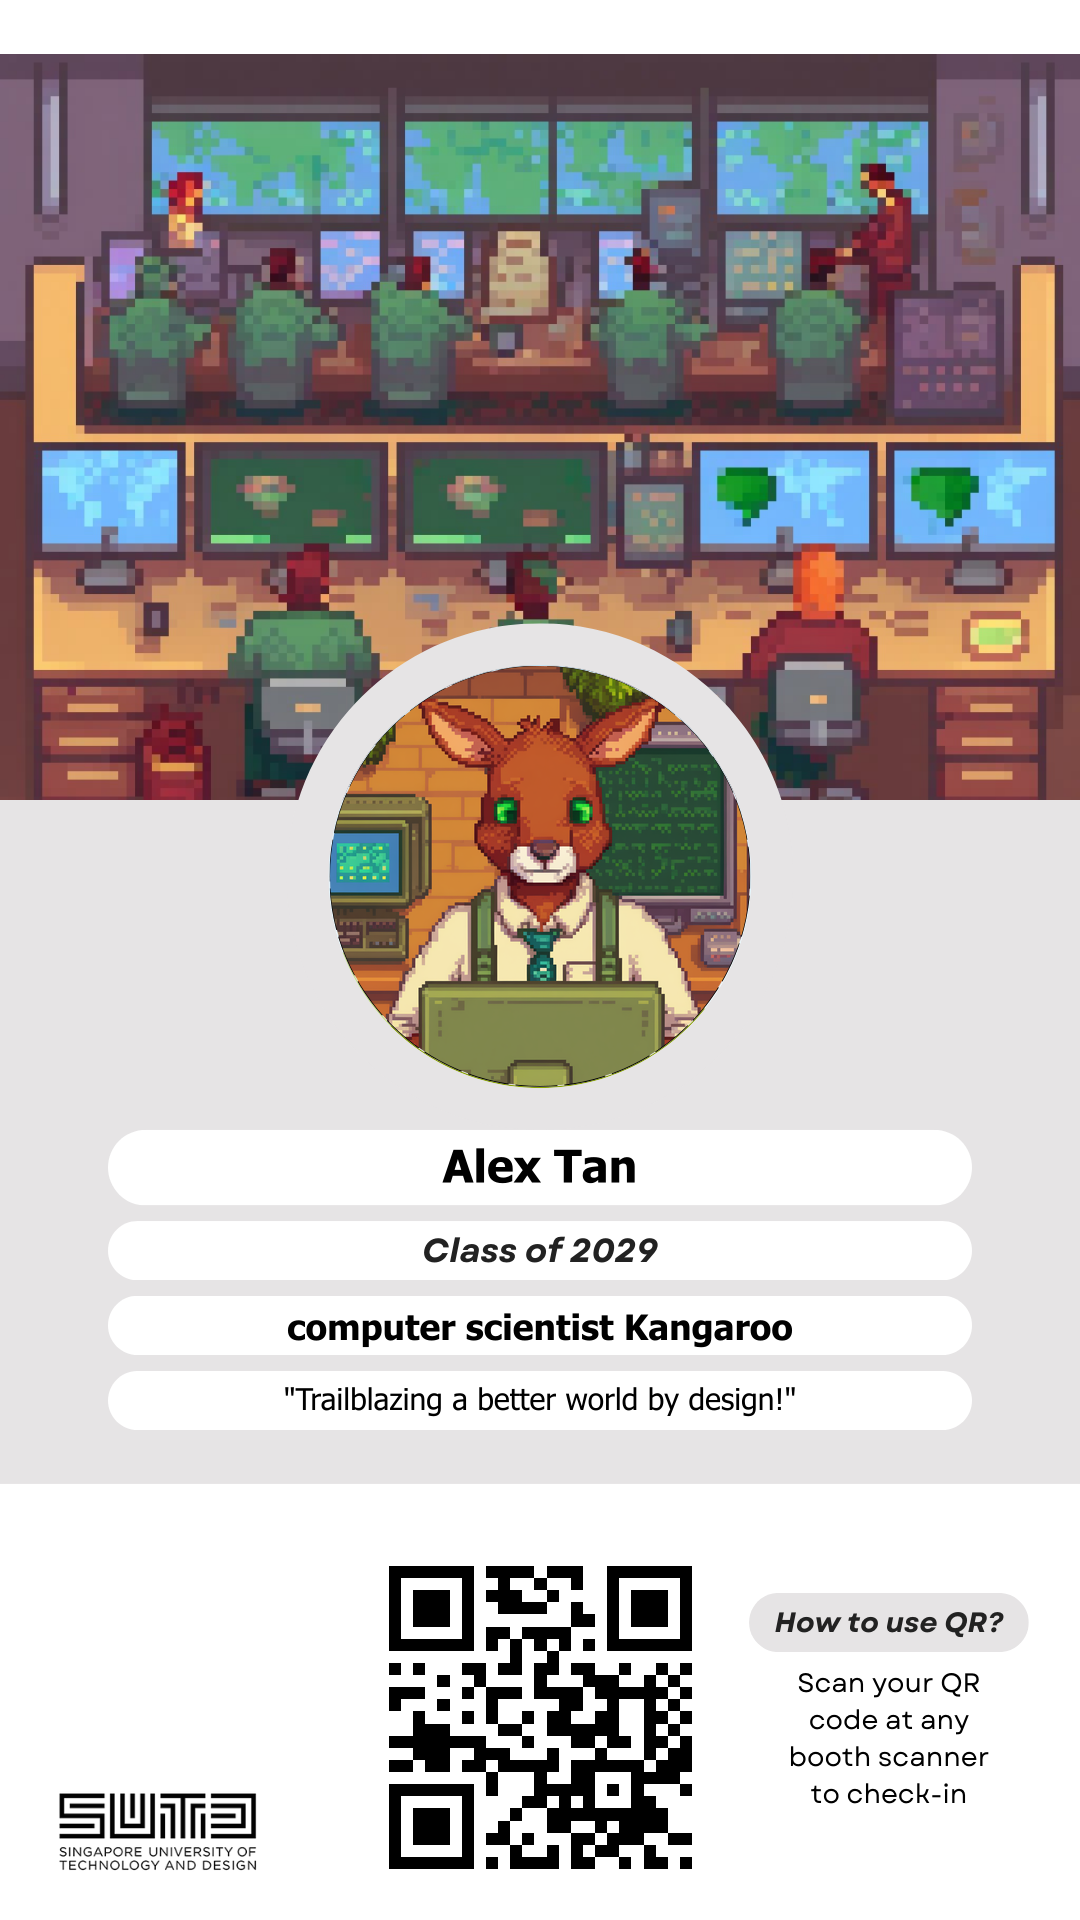 Alex Tan
Class of 2029
computer scientist Kangaroo
"Trailblazing a better world by design!"
How to use QR?
Scan your QR
code at any
booth scanner
to check-in
SUTD
SINGAPORE UNIVERSITY OF
TECHNOLOGY AND DESIGN